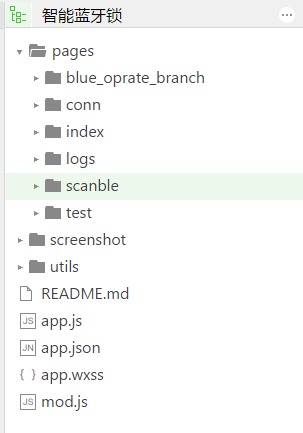 智能蓝牙锁
pages
blue_oprate_branch
conn
index
logs
scanble
test
screenshot
utils
README.md
JS app.js
JN app.json
{ } app.wxss
JS mod.js